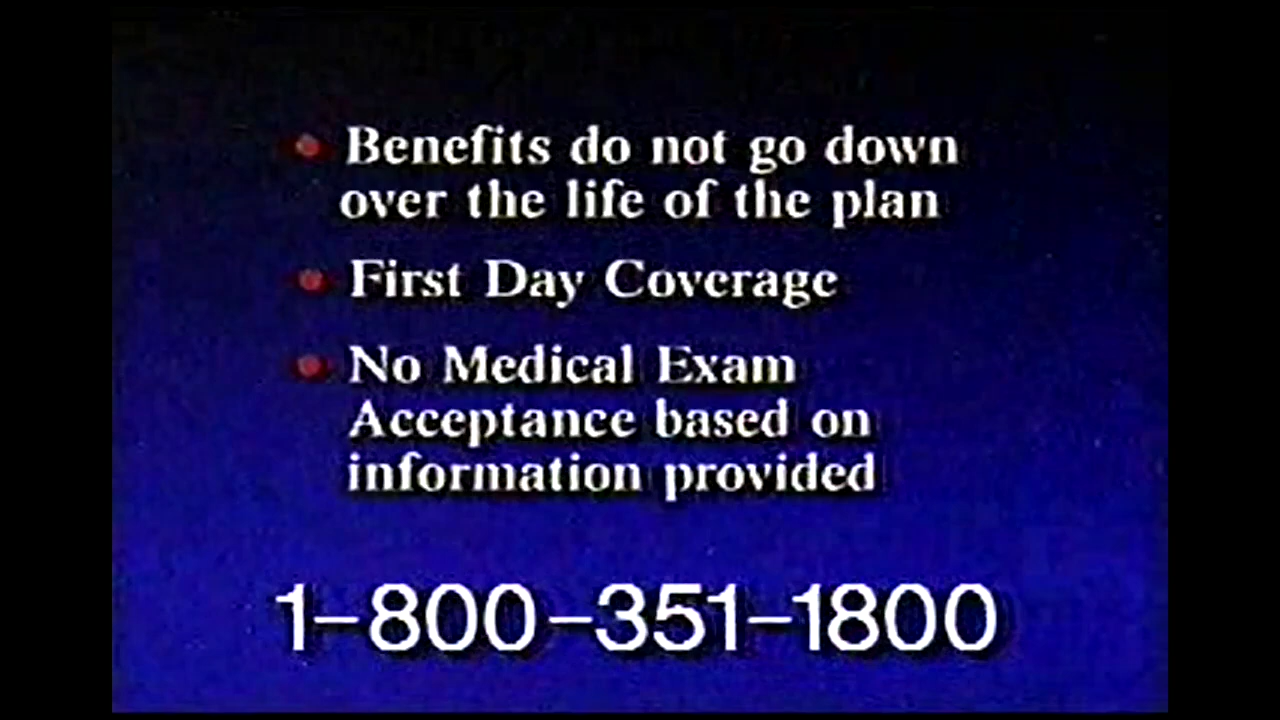 Benefits do not go down
over the life of the plan
First Day Coverage
No Medical Exam
Acceptance based on
information provided
1-800-351-1800